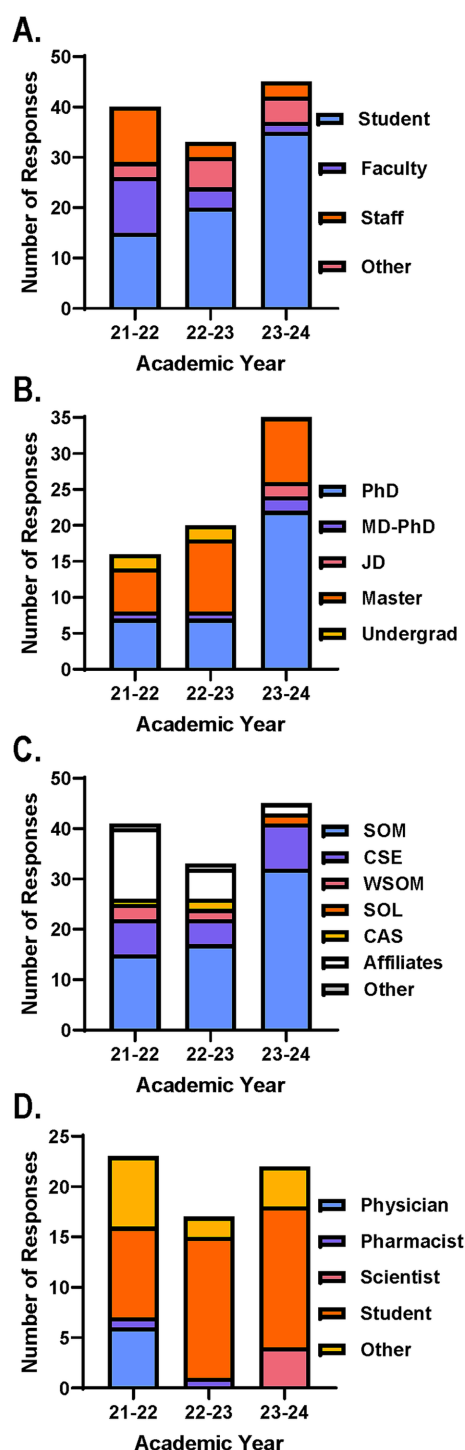 A.
Number of Responses
50
40
30
20
10
0
21-22 22-23 23-24
Academic Year
Student
Faculty
Staff
Other
B.
Number of Responses
35
30
25
20
15
10
5
0
21-22 22-23 23-24
Academic Year
PhD
MD-PhD
JD
Master
Undergrad
C.
Number of Responses
50
40
30
20
10
0
21-22 22-23 23-24
Academic Year
SOM
CSE
WSOM
SOL
CAS
Affiliates
Other
D.
Number of Responses
25
20
15
10
5
0
21-22 22-23 23-24
Academic Year
Physician
Pharmacist
Scientist
Student
Other